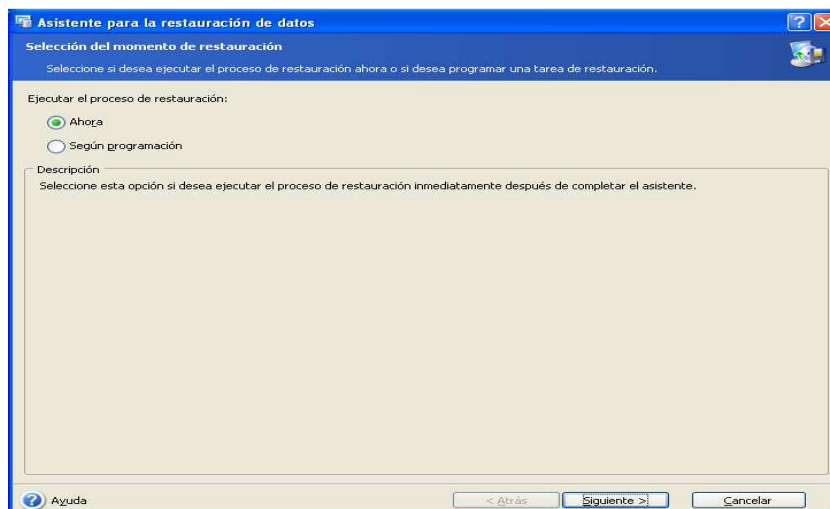 Asistente para la restauración de datos
Selección del momento de restauración
Seleccione si desea ejecutar el proceso de restauración ahora o si desea programar una tarea de restauración.
Ejecutar el proceso de restauración:
Ahora
Según programación
Descripción
Seleccione esta opción si desea ejecutar el proceso de restauración inmediatamente después de completar el asistente.
Ayuda
< Atrás
Siguiente >
Cancelar